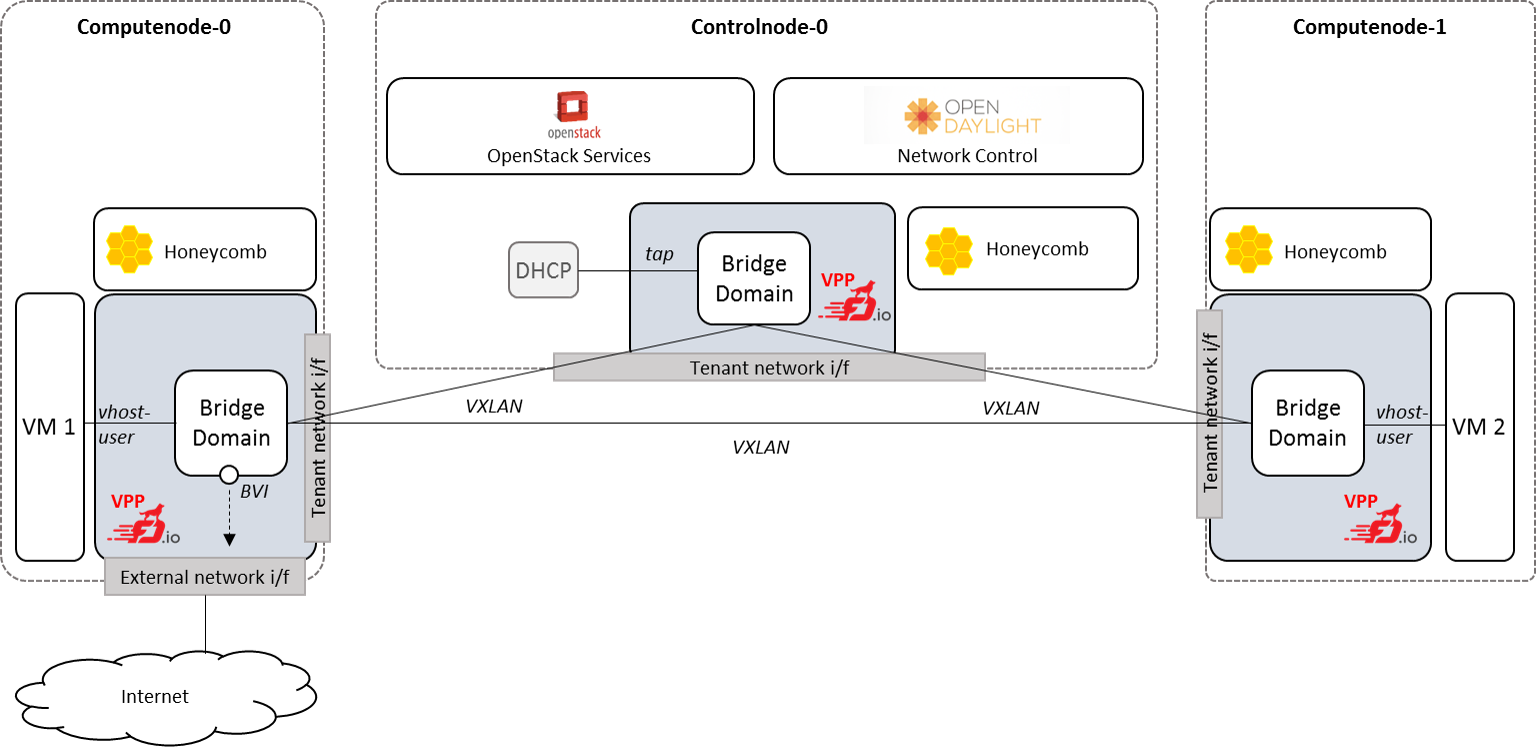 Computenode-0
Controlnode-0
Computenode-1
openstack
OpenStack Services
OPEN
DAYLIGHT
Network Control
Honeycomb
DHCP
tap
Bridge
Domain
VPP
.io
Honeycomb
Honeycomb
Tenant network i/f
VM 1
vhost-
user
Bridge
Domain
BVI
VPP
.io
Tenant network i/f
External network i/f
Internet
VXLAN
VXLAN
VXLAN
Tenant network i/f
Bridge
Domain
vhost-
user
VM 2
VPP
.io